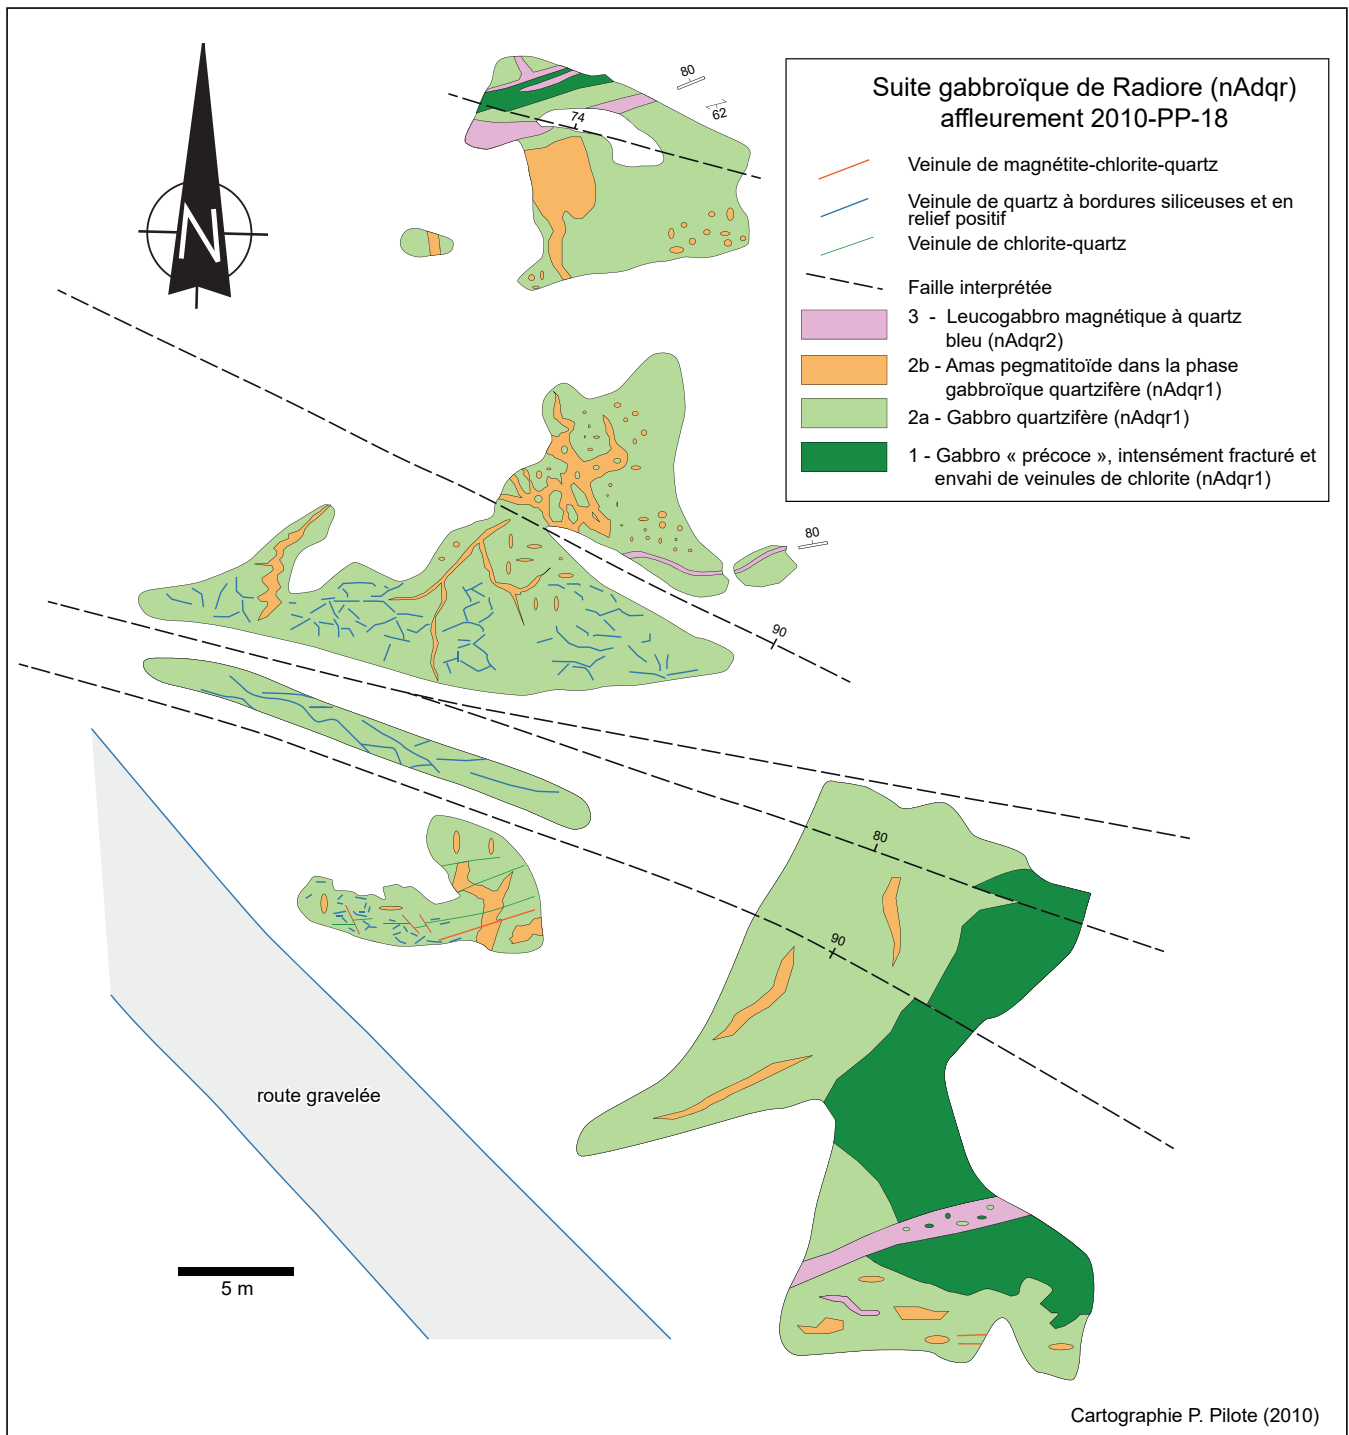 N
80
62
74
Suite gabbroïque de Radiore (nAdqr)
affleurement 2010-PP-18
Veinule de magnétite-chlorite-quartz
Veinule de quartz à bordures siliceuses et en
relief positif
Veinule de chlorite-quartz
Faille interprétée
3 - Leucogabbro magnétique à quartz
bleu (nAdqr2)
2b - Amas pegmatitoïde dans la phase
gabbroïque quartzifère (nAdqr1)
2a - Gabbro quartzifère (nAdqr1)
1 - Gabbro « précoce », intensément fracturé et
envahi de veinules de chlorite (nAdqr1)
80
90
80
90
route gravelée
5 m
Cartographie P. Pilote (2010)